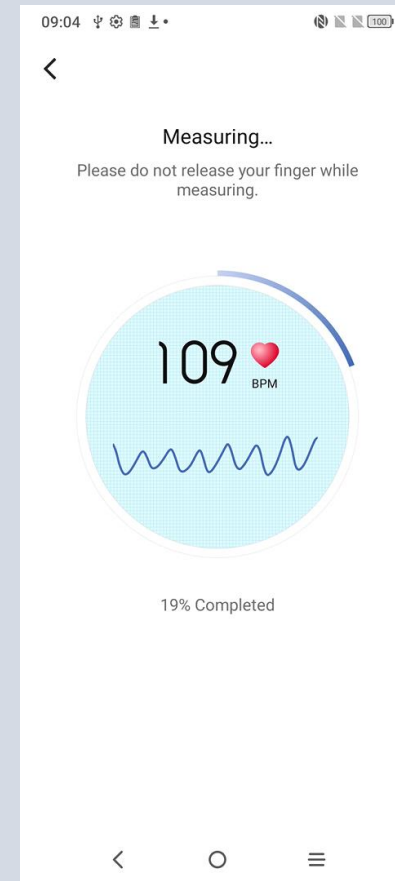 09:04
100
Measuring...
Please do not release your finger while
measuring.
109
BPM
19% Completed